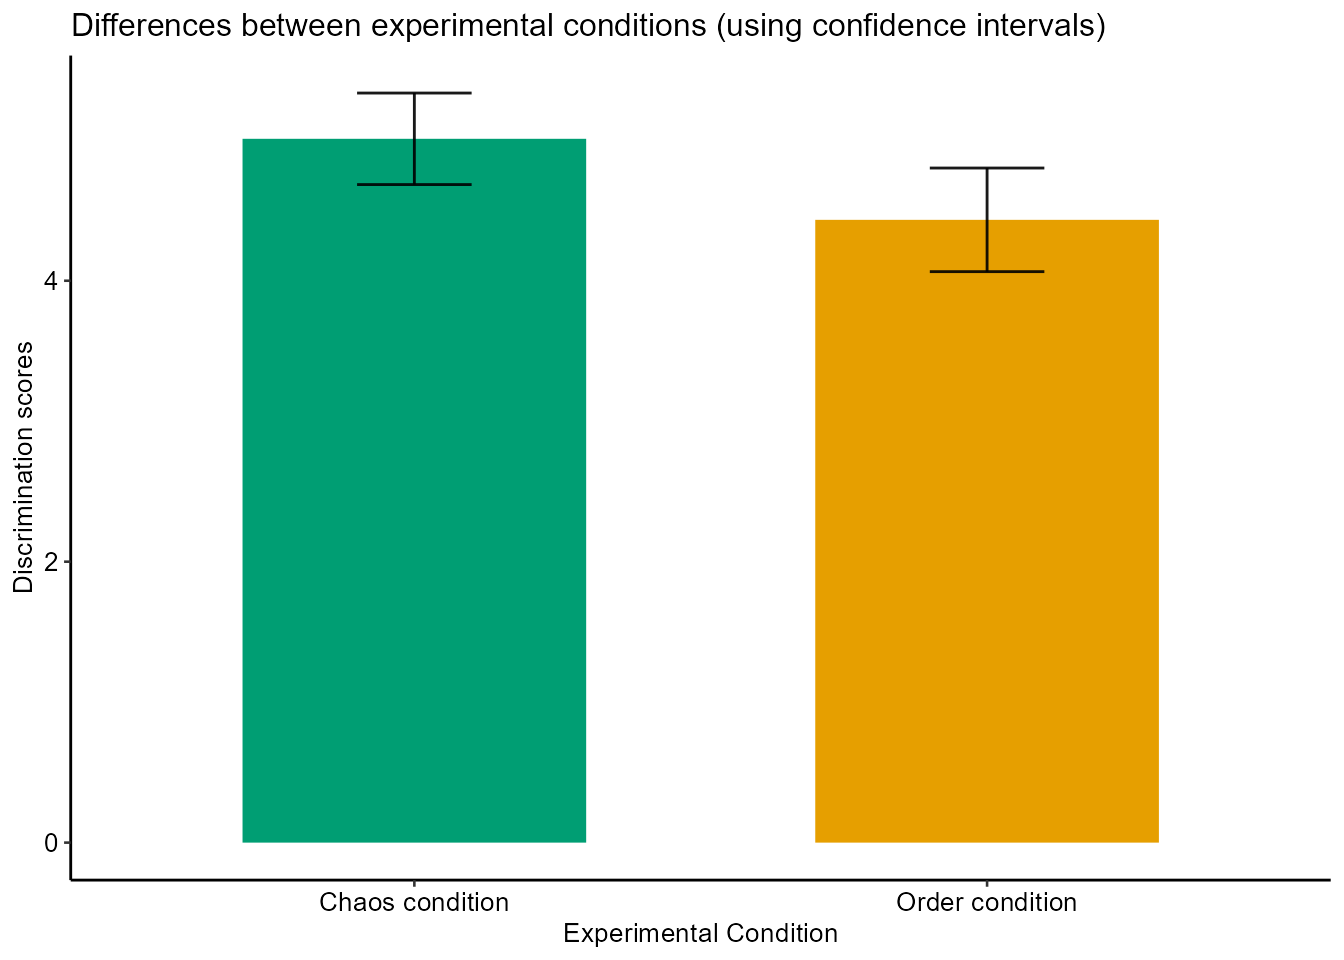 Differences between experimental conditions (using confidence intervals)
Discrimination scores
4
2
0
Chaos condition
Order condition
Experimental Condition